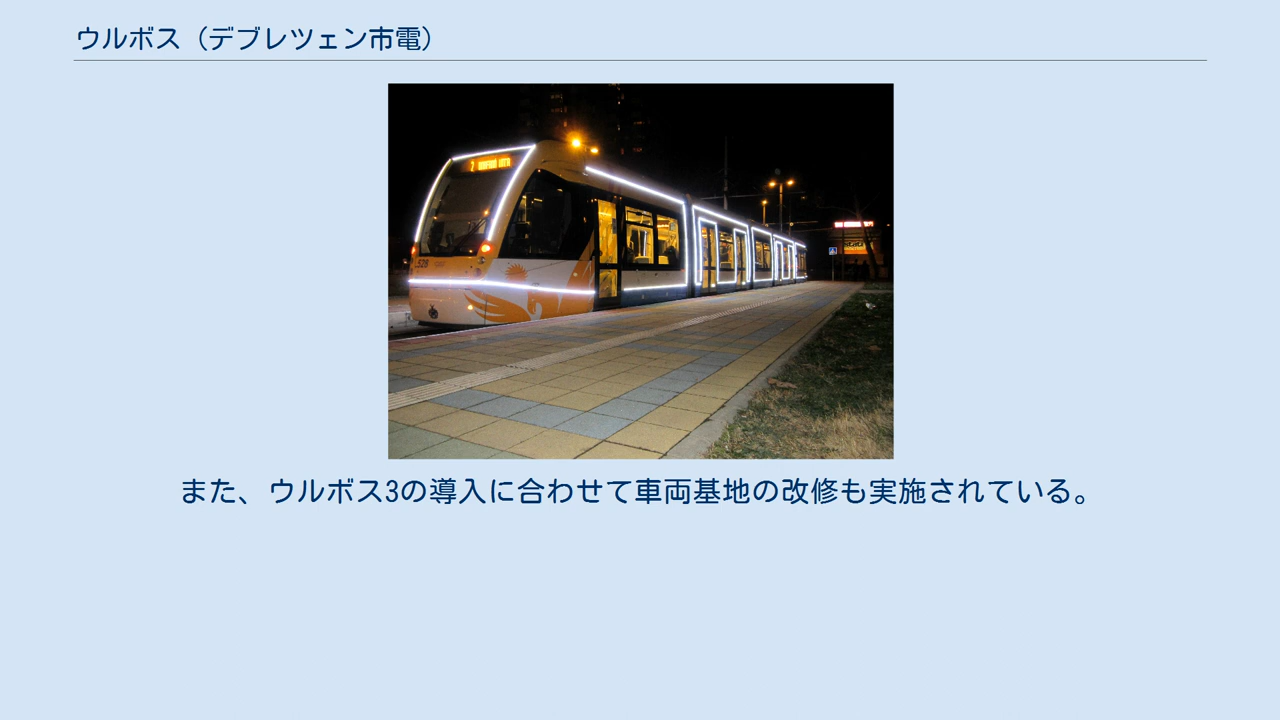 ウルボス（デブレツェン市電）
2
526
また、ウルボス3の導入に合わせて車両基地の改修も実施されている。